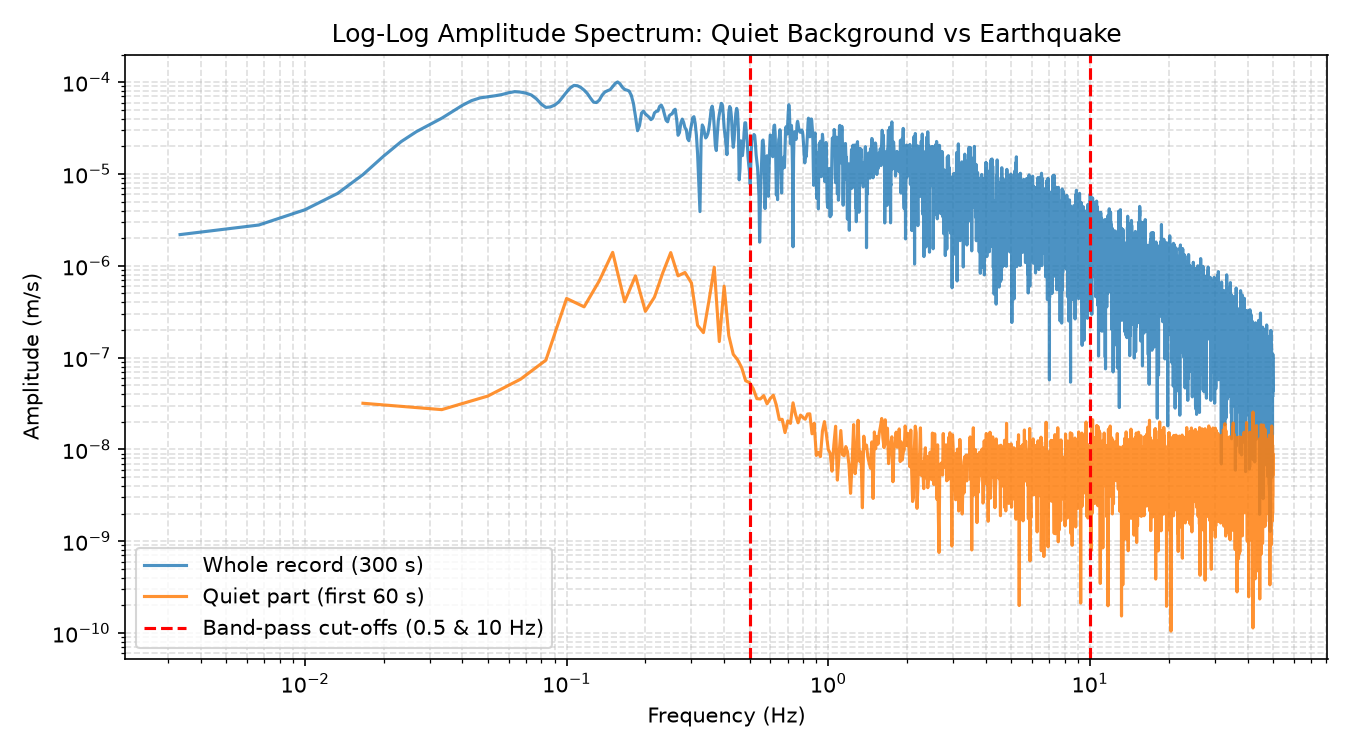 Log-Log Amplitude Spectrum: Quiet Background vs Earthquake
Amplitude (m/s)
10⁻⁴
10⁻⁵
10⁻⁶
10⁻⁷
10⁻⁸
10⁻⁹
10⁻¹⁰
Whole record (300 s)
Quiet part (first 60 s)
Band-pass cut-offs (0.5 & 10 Hz)
10⁻² 10⁻¹ 10⁰ 10¹
Frequency (Hz)